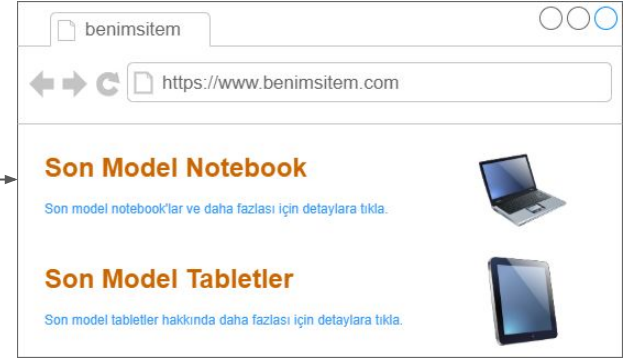 benimsitem
https://www.benimsitem.com
Son Model Notebook
Son model notebook'lar ve daha fazlası için detaylara tıkla.
Son Model Tabletler
Son model tabletler hakkında daha fazlası için detaylara tıkla.